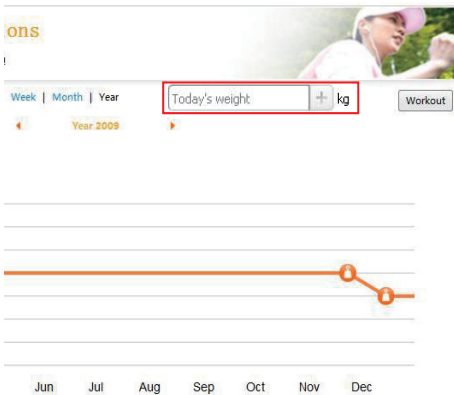 ons
!
Week | Month | Year Today's weight + kg Workout
Year 2009
Jun Jul Aug Sep Oct Nov Dec